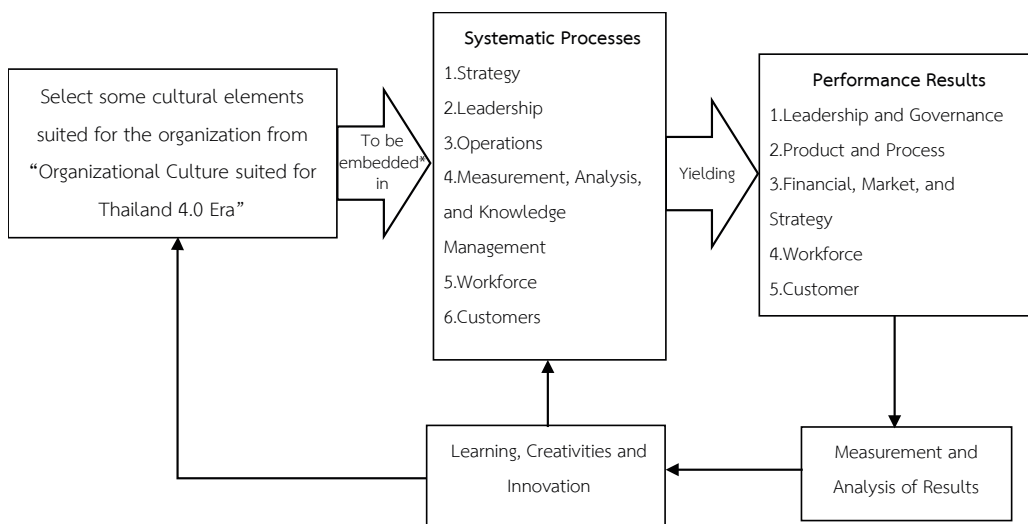 Select some cultural elements
suited for the organization from
“Organizational Culture suited for
Thailand 4.0 Era”
To be
embedded*
in
Systematic Processes
1.Strategy
2.Leadership
3.Operations
4.Measurement, Analysis,
and Knowledge
Management
5.Workforce
6.Customers
Yielding
Performance Results
1.Leadership and Governance
2.Product and Process
3.Financial, Market, and
Strategy
4.Workforce
5.Customer
Learning, Creativities and
Innovation
Measurement and
Analysis of Results